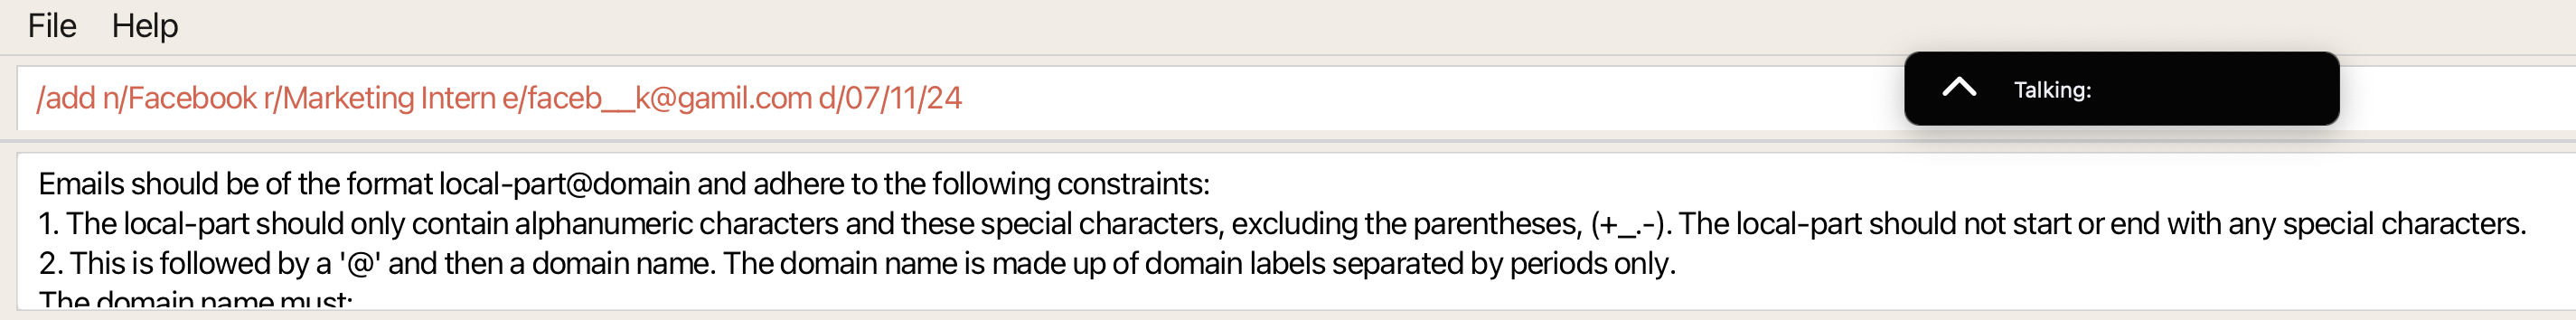 File Help
/add n/Facebook r/Marketing Intern e/faceb__k@gamil.com d/07/11/24
Talking:
Emails should be of the format local-part@domain and adhere to the following constraints:
1. The local-part should only contain alphanumeric characters and these special characters, excluding the parentheses, (+_.-). The local-part should not start or end with any special characters.
2. This is followed by a '@' and then a domain name. The domain name is made up of domain labels separated by periods only.
The domain name must: